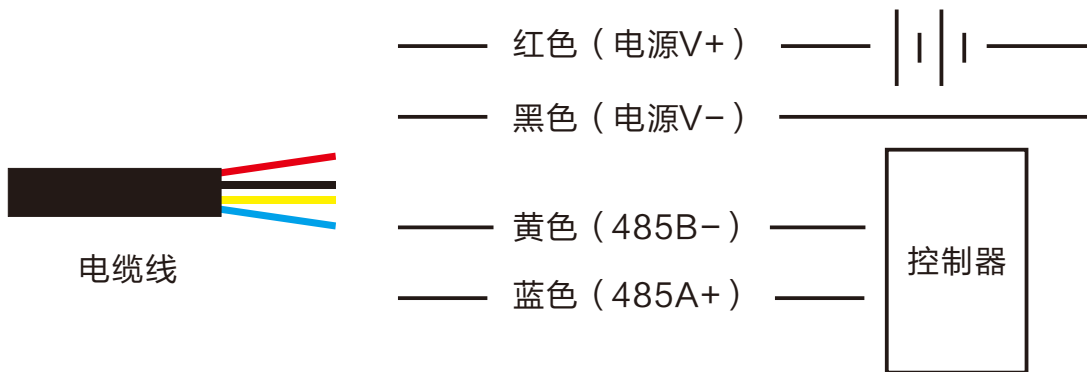 红色（电源V+）
黑色（电源V-）
电缆线
黄色（485B-）
蓝色（485A+）
控制器